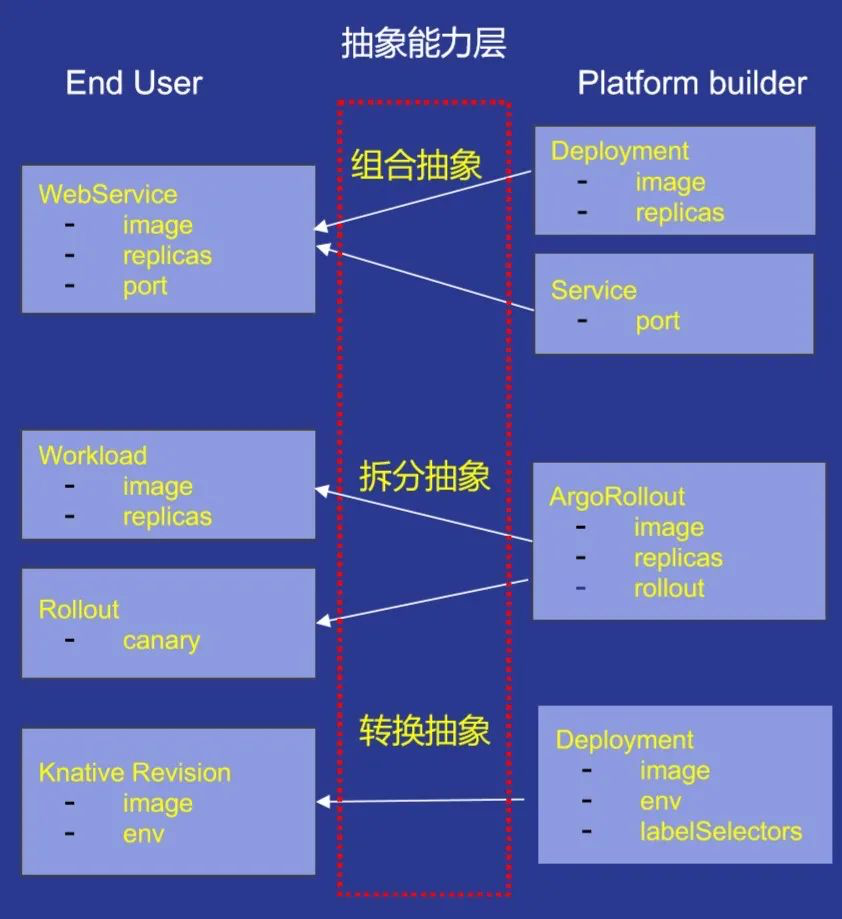 抽象能力层
End User
Platform builder
组合抽象
WebService
- image
- replicas
- port
Deployment
- image
- replicas
Service
- port
拆分抽象
Workload
- image
- replicas
Rollout
- canary
ArgoRollout
- image
- replicas
- rollout
转换抽象
Knative Revision
- image
- env
Deployment
- image
- env
- labelSelectors